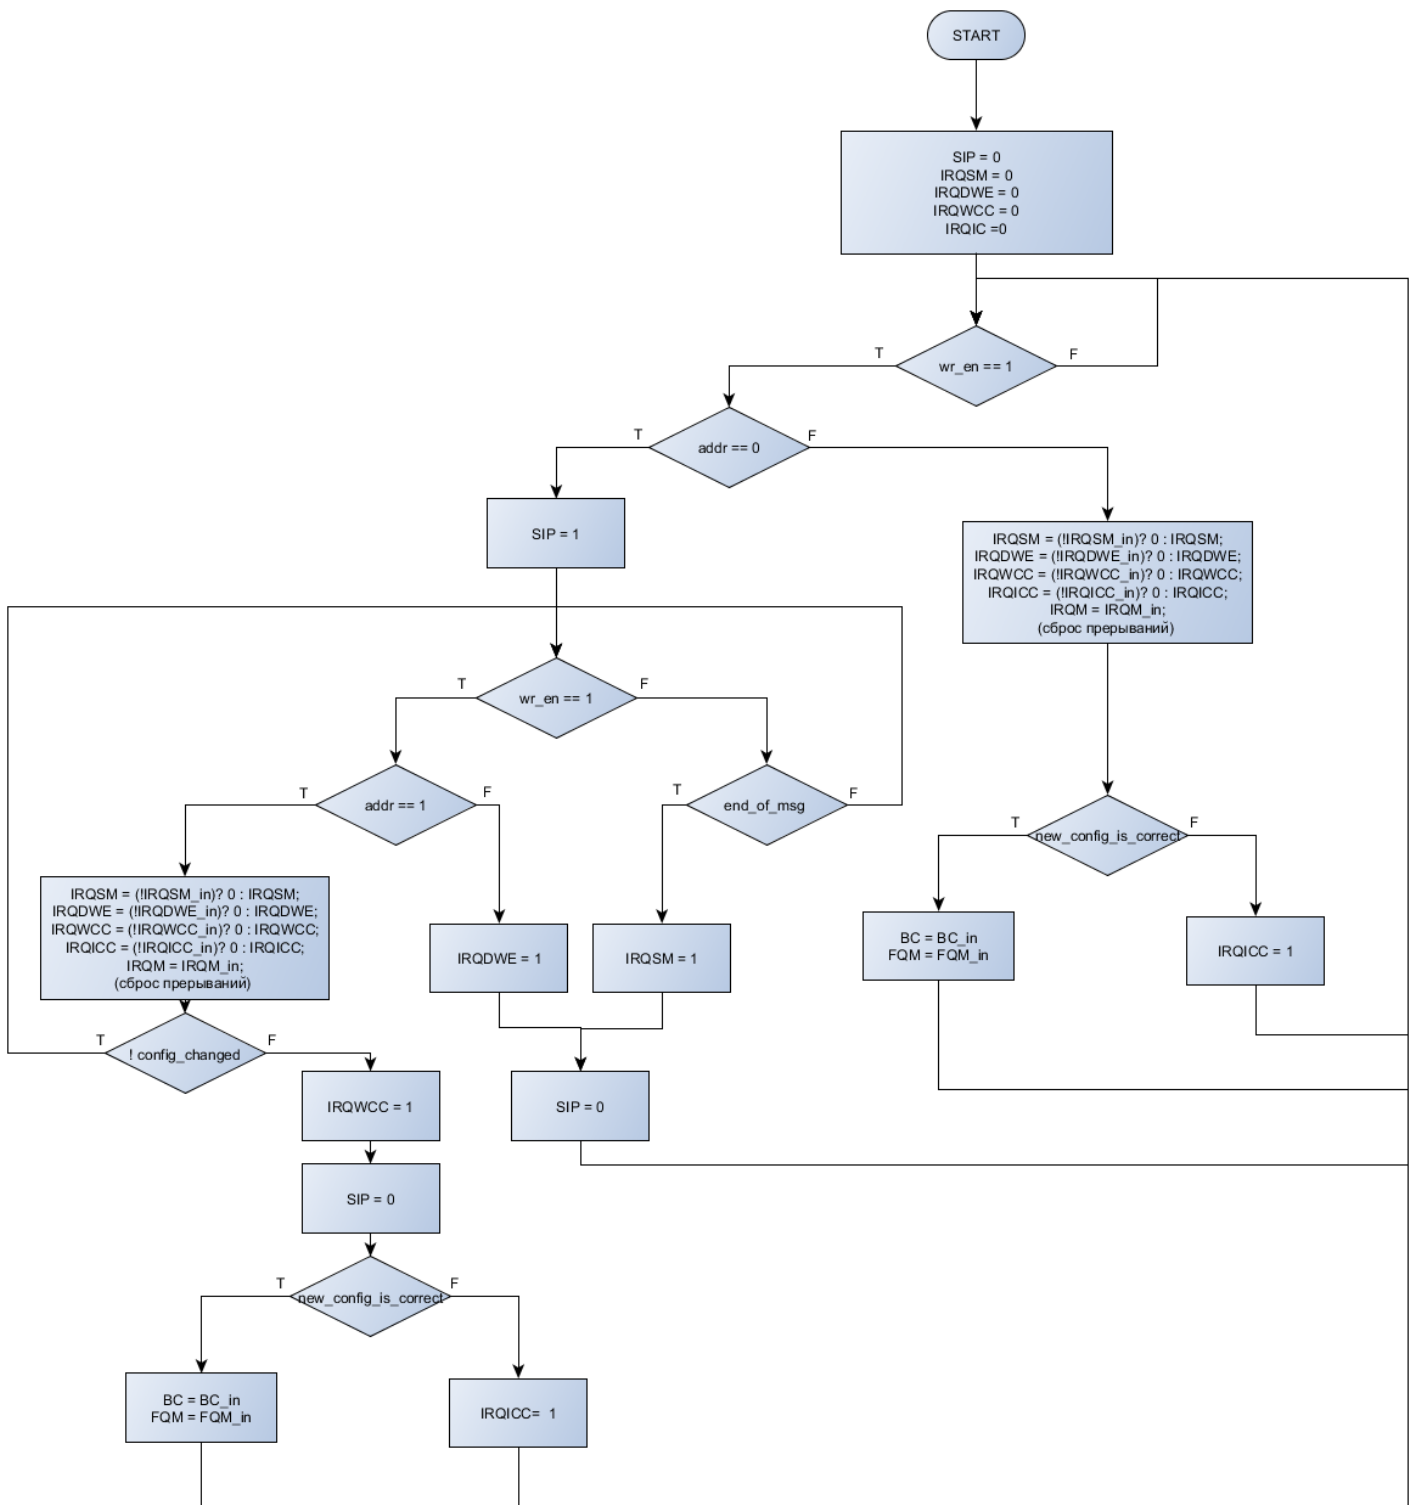 START
SIP = 0
IRQSM = 0
IRQDWE = 0
IRQWCC = 0
IRQIC =0
T
wr_en == 1
F
T
addr == 0
F
SIP = 1
IRQSM = (!IRQSM_in)? 0 : IRQSM;
IRQDWE = (!IRQDWE_in)? 0 : IRQDWE;
IRQWCC = (!IRQWCC_in)? 0 : IRQWCC;
IRQICC = (!IRQICC_in)? 0 : IRQICC;
IRQM = IRQM_in;
(сброс прерываний)
T
wr_en == 1
F
T
addr == 1
F
T
end_of_msg
F
T
new_config_is_correct
F
IRQSM = (!IRQSM_in)? 0 : IRQSM;
IRQDWE = (!IRQDWE_in)? 0 : IRQDWE;
IRQWCC = (!IRQWCC_in)? 0 : IRQWCC;
IRQICC = (!IRQICC_in)? 0 : IRQICC;
IRQM = IRQM_in;
(сброс прерываний)
IRQDWE = 1
IRQSM = 1
BC = BC_in
FQM = FQM_in
IRQICC = 1
T
! config_changed
F
IRQWCC = 1
SIP = 0
SIP = 0
T
new_config_is_correct
F
BC = BC_in
FQM = FQM_in
IRQICC=  1